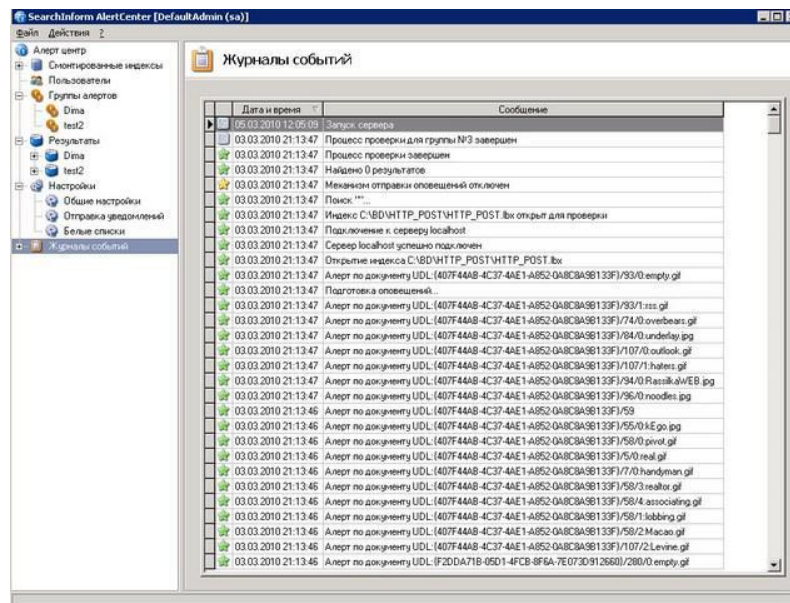 SearchInform AlertCenter [DefaultAdmin (sa)]
Файл Действия ?
Алерт центр
Смонтированные индексы
Пользователи
Группы алертов
Dima
test2
Результаты
Dima
test2
Настройки
Общие настройки
Отправка уведомлений
Белые списки
Журналы событий
Журналы событий
Дата и время Сообщение
05.03.2010 12:05:09 Запуск сервера
03.03.2010 21:13:47 Процесс проверки для группы №3 завершен
03.03.2010 21:13:47 Процесс проверки завершен
03.03.2010 21:13:47 Найдено 0 результатов
03.03.2010 21:13:47 Механизм отправки оповещений отключен
03.03.2010 21:13:47 Поиск ""...
03.03.2010 21:13:47 Индекс C:\BD\HTTP_POST\HTTP_POST.lbx открыт для проверки
03.03.2010 21:13:47 Подключение к серверу localhost
03.03.2010 21:13:47 Сервер localhost успешно подключен
03.03.2010 21:13:47 Открытие индекса C:\BD\HTTP_POST\HTTP_POST.lbx
03.03.2010 21:13:47 Алерт по документу UDL:{407F44AB-4C37-4AE1-A852-0A8C8A9B133F}/93/0:empty.gif
03.03.2010 21:13:47 Подготовка оповещений...
03.03.2010 21:13:47 Алерт по документу UDL:{407F44AB-4C37-4AE1-A852-0A8C8A9B133F}/93/1:rss.gif
03.03.2010 21:13:47 Алерт по документу UDL:{407F44AB-4C37-4AE1-A852-0A8C8A9B133F}/74/0:overbears.gif
03.03.2010 21:13:47 Алерт по документу UDL:{407F44AB-4C37-4AE1-A852-0A8C8A9B133F}/84/0:underlay.jpg
03.03.2010 21:13:47 Алерт по документу UDL:{407F44AB-4C37-4AE1-A852-0A8C8A9B133F}/107/0:outlook.gif
03.03.2010 21:13:47 Алерт по документу UDL:{407F44AB-4C37-4AE1-A852-0A8C8A9B133F}/107/1:haters.gif
03.03.2010 21:13:47 Алерт по документу UDL:{407F44AB-4C37-4AE1-A852-0A8C8A9B133F}/94/0:RassilkaWEB.jpg
03.03.2010 21:13:47 Алерт по документу UDL:{407F44AB-4C37-4AE1-A852-0A8C8A9B133F}/96/0:noodles.jpg
03.03.2010 21:13:46 Алерт по документу UDL:{407F44AB-4C37-4AE1-A852-0A8C8A9B133F}/59
03.03.2010 21:13:46 Алерт по документу UDL:{407F44AB-4C37-4AE1-A852-0A8C8A9B133F}/55/0:kEgo.jpg
03.03.2010 21:13:46 Алерт по документу UDL:{407F44AB-4C37-4AE1-A852-0A8C8A9B133F}/58/0:pivot.gif
03.03.2010 21:13:46 Алерт по документу UDL:{407F44AB-4C37-4AE1-A852-0A8C8A9B133F}/5/0:real.gif
03.03.2010 21:13:46 Алерт по документу UDL:{407F44AB-4C37-4AE1-A852-0A8C8A9B133F}/7/0:handyman.gif
03.03.2010 21:13:46 Алерт по документу UDL:{407F44AB-4C37-4AE1-A852-0A8C8A9B133F}/58/3:realtor.gif
03.03.2010 21:13:46 Алерт по документу UDL:{407F44AB-4C37-4AE1-A852-0A8C8A9B133F}/58/4:associating.gif
03.03.2010 21:13:46 Алерт по документу UDL:{407F44AB-4C37-4AE1-A852-0A8C8A9B133F}/58/1:lobbing.gif
03.03.2010 21:13:46 Алерт по документу UDL:{407F44AB-4C37-4AE1-A852-0A8C8A9B133F}/58/2:Macao.gif
03.03.2010 21:13:46 Алерт по документу UDL:{407F44AB-4C37-4AE1-A852-0A8C8A9B133F}/107/2:Levine.gif
03.03.2010 21:13:46 Алерт по документу UDL:{F2DDA71B-05D1-4FCB-8F6A-7E073D912660}/280/0:empty.gif